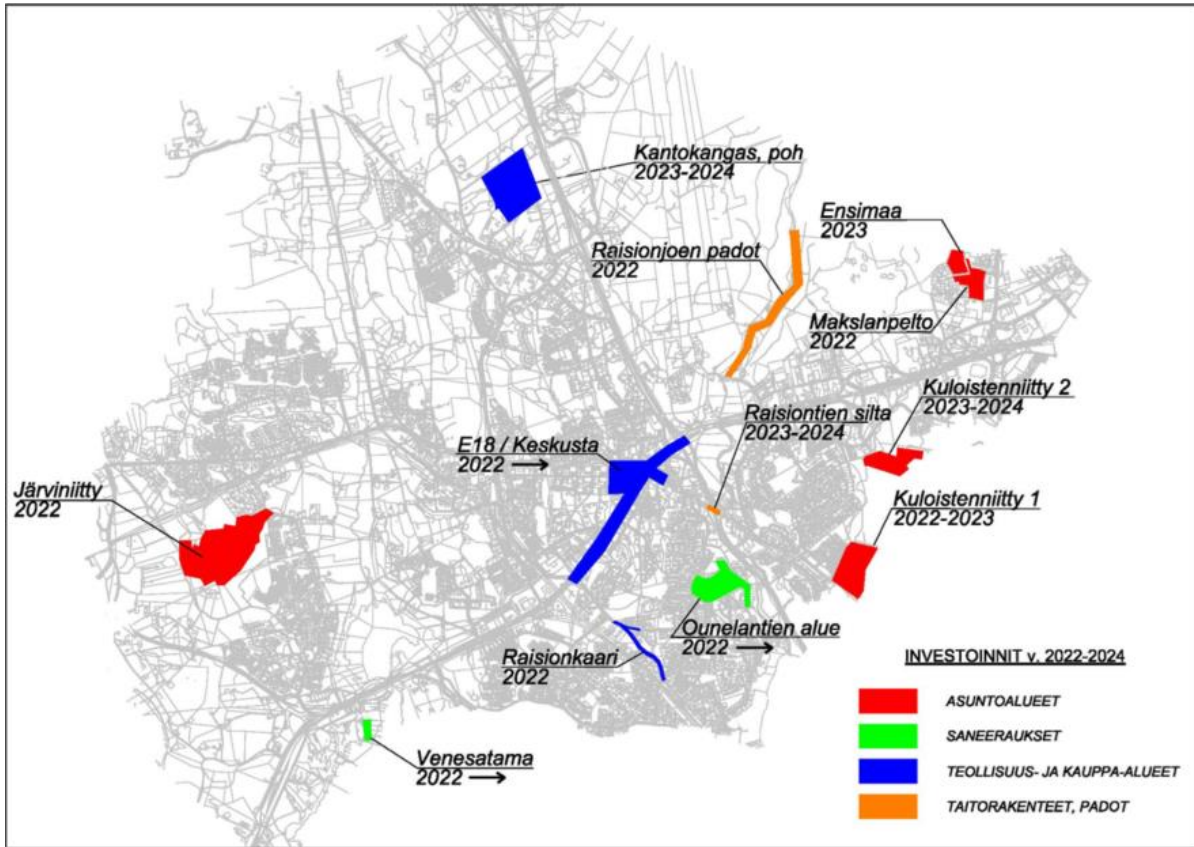 Kantokangas, poh
2023-2024
Ensimaa
2023
Raisionjoen padot
2022
Makslanpelto
2022
Kuloistenniitty 2
2023-2024
Raisiontien silta
2023-2024
E18 / Keskusta
2022 →
Järviniitty
2022
Kuloistenniitty 1
2022-2023
Ounelantien alue
2022 →
Raisionkaari
2022
Venesatama
2022 →
INVESTOINNIT v. 2022-2024
ASUNTOALUEET
SANEERAUKSET
TEOLLISUUS- JA KAUPPA-ALUEET
TAITORAKENTEET, PADOT